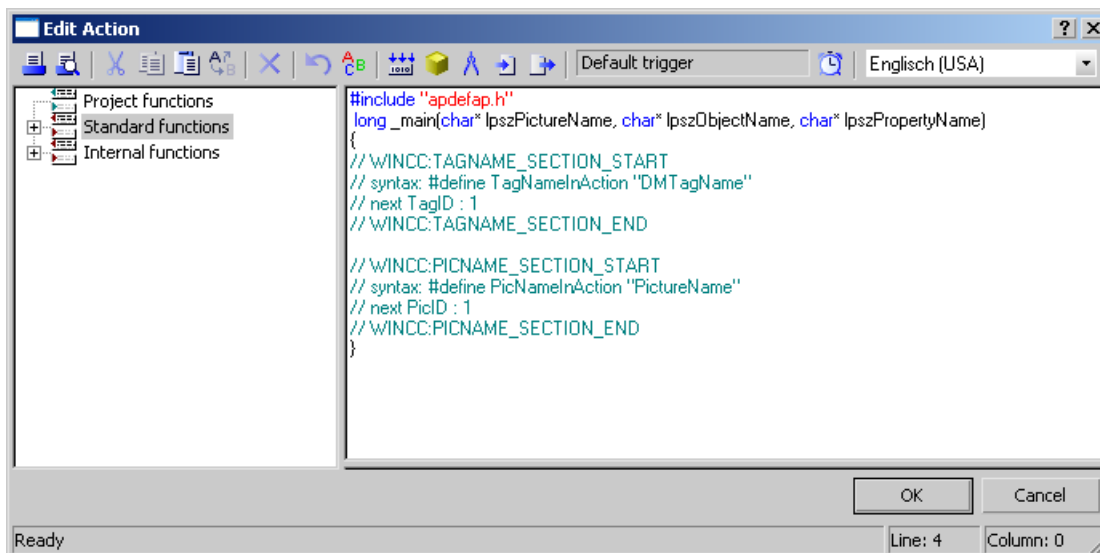 Edit Action
Default trigger
Englisch (USA)
Project functions
Standard functions
Internal functions
#include "apdefap.h"
long _main(char* lpszPictureName, char* lpszObjectName, char* lpszPropertyName)
{
// WINCC:TAGNAME_SECTION_START
// syntax: #define TagNameInAction "DMTagName"
// next TagID : 1
// WINCC:TAGNAME_SECTION_END
// WINCC:PICNAME_SECTION_START
// syntax: #define PicNameInAction "PictureName"
// next PicID : 1
// WINCC:PICNAME_SECTION_END
}
OK
Cancel
Ready
Line: 4
Column: 0